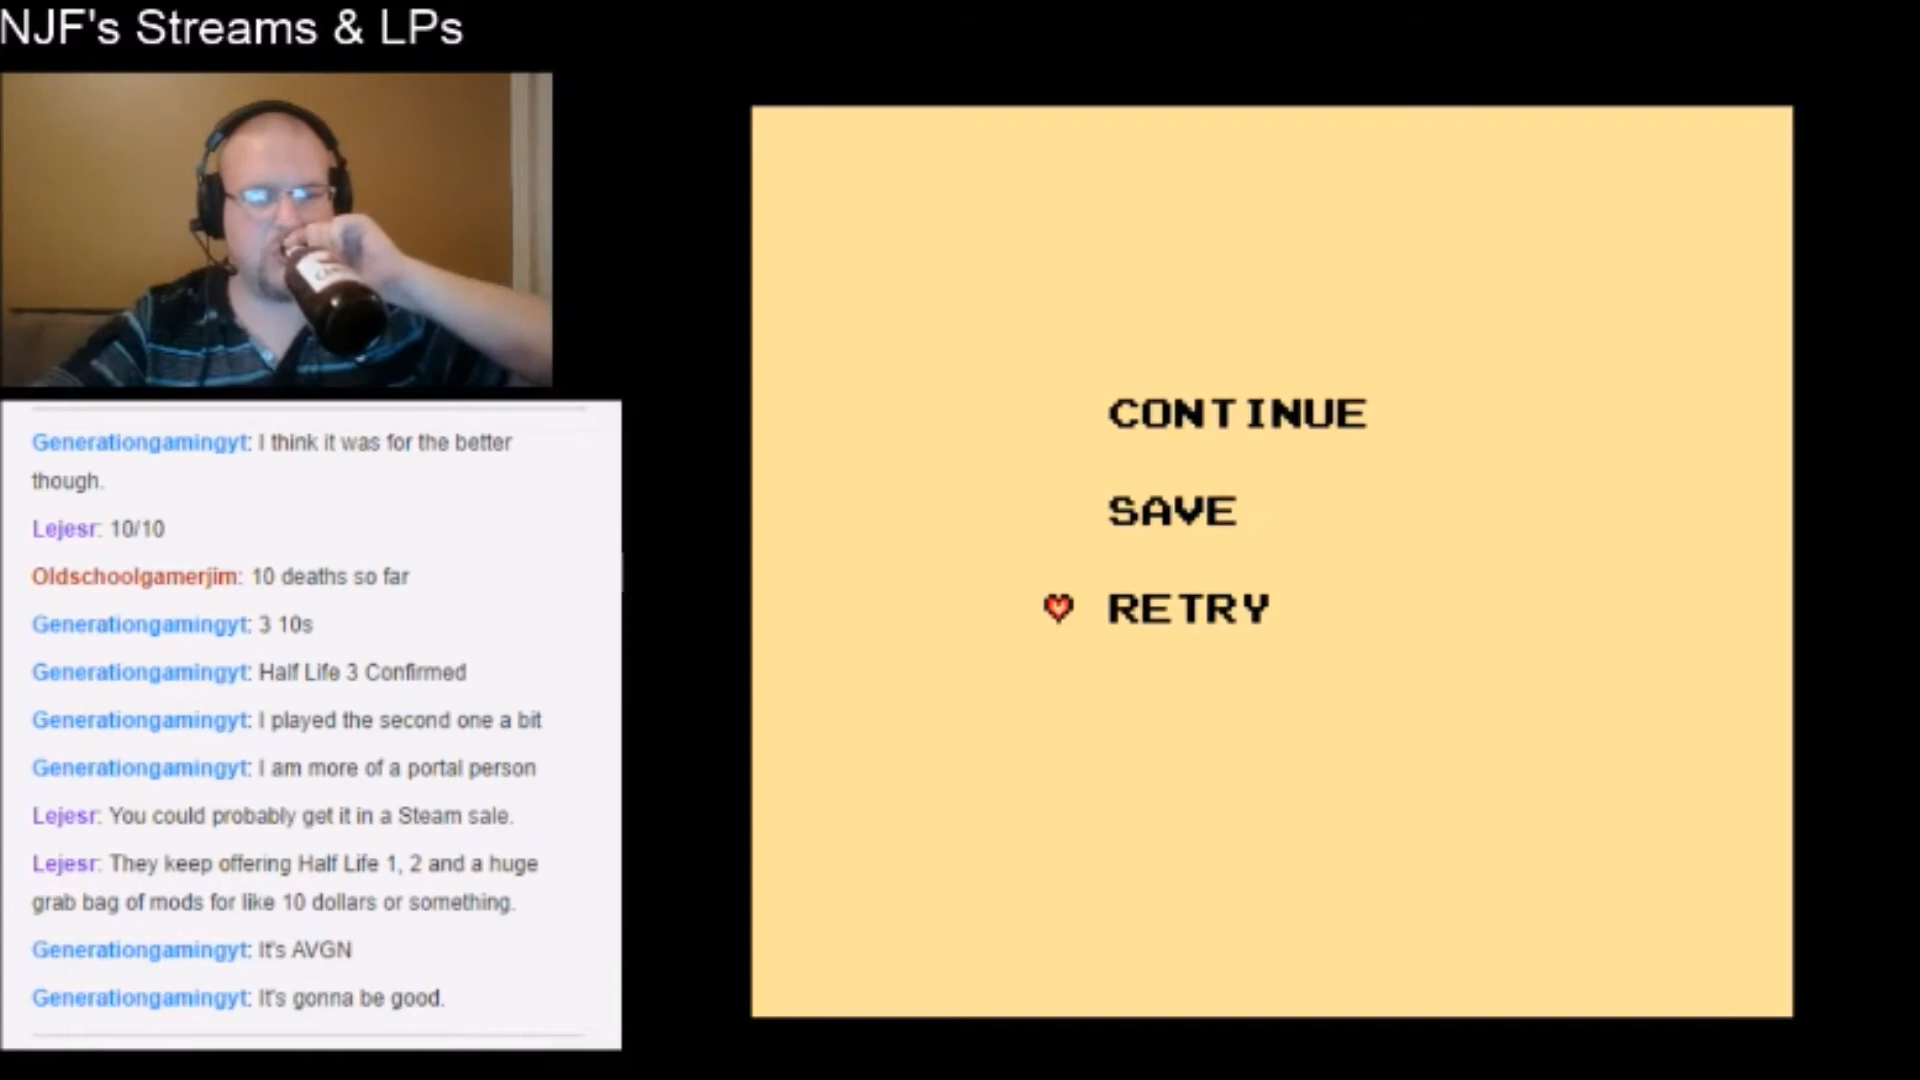 NJF's Streams & LPs
Generationgamingyt: I think it was for the better
though.
Lejesr: 10/10
Oldschoolgamerjim: 10 deaths so far
Generationgamingyt: 3 10s
Generationgamingyt: Half Life 3 Confirmed
Generationgamingyt: I played the second one a bit
Generationgamingyt: I am more of a portal person
Lejesr: You could probably get it in a Steam sale.
Lejesr: They keep offering Half Life 1, 2 and a huge
grab bag of mods for like 10 dollars or something.
Generationgamingyt: It's AVGN
Generationgamingyt: It's gonna be good.
CONTINUE
SAVE
RETRY